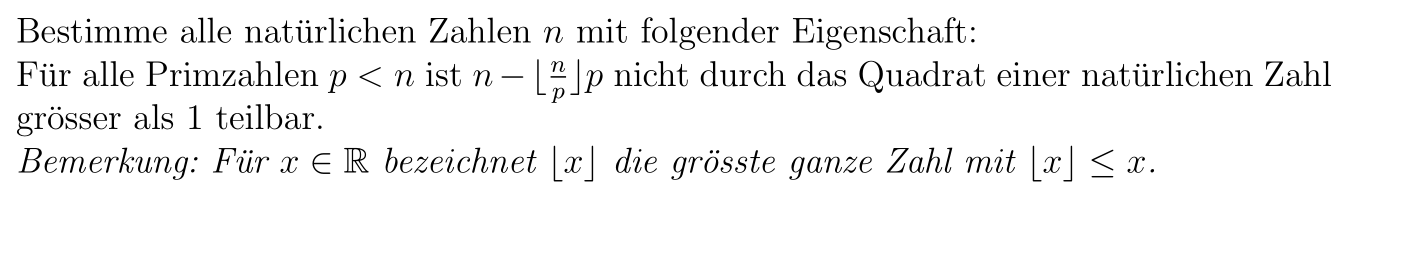 Bestimme alle natürlichen Zahlen n mit folgender Eigenschaft:
Für alle Primzahlen p < n ist n − ⌊n/p⌋p nicht durch das Quadrat einer natürlichen Zahl
grösser als 1 teilbar.
Bemerkung: Für x ∈ ℝ bezeichnet ⌊x⌋ die grösste ganze Zahl mit ⌊x⌋ ≤ x.